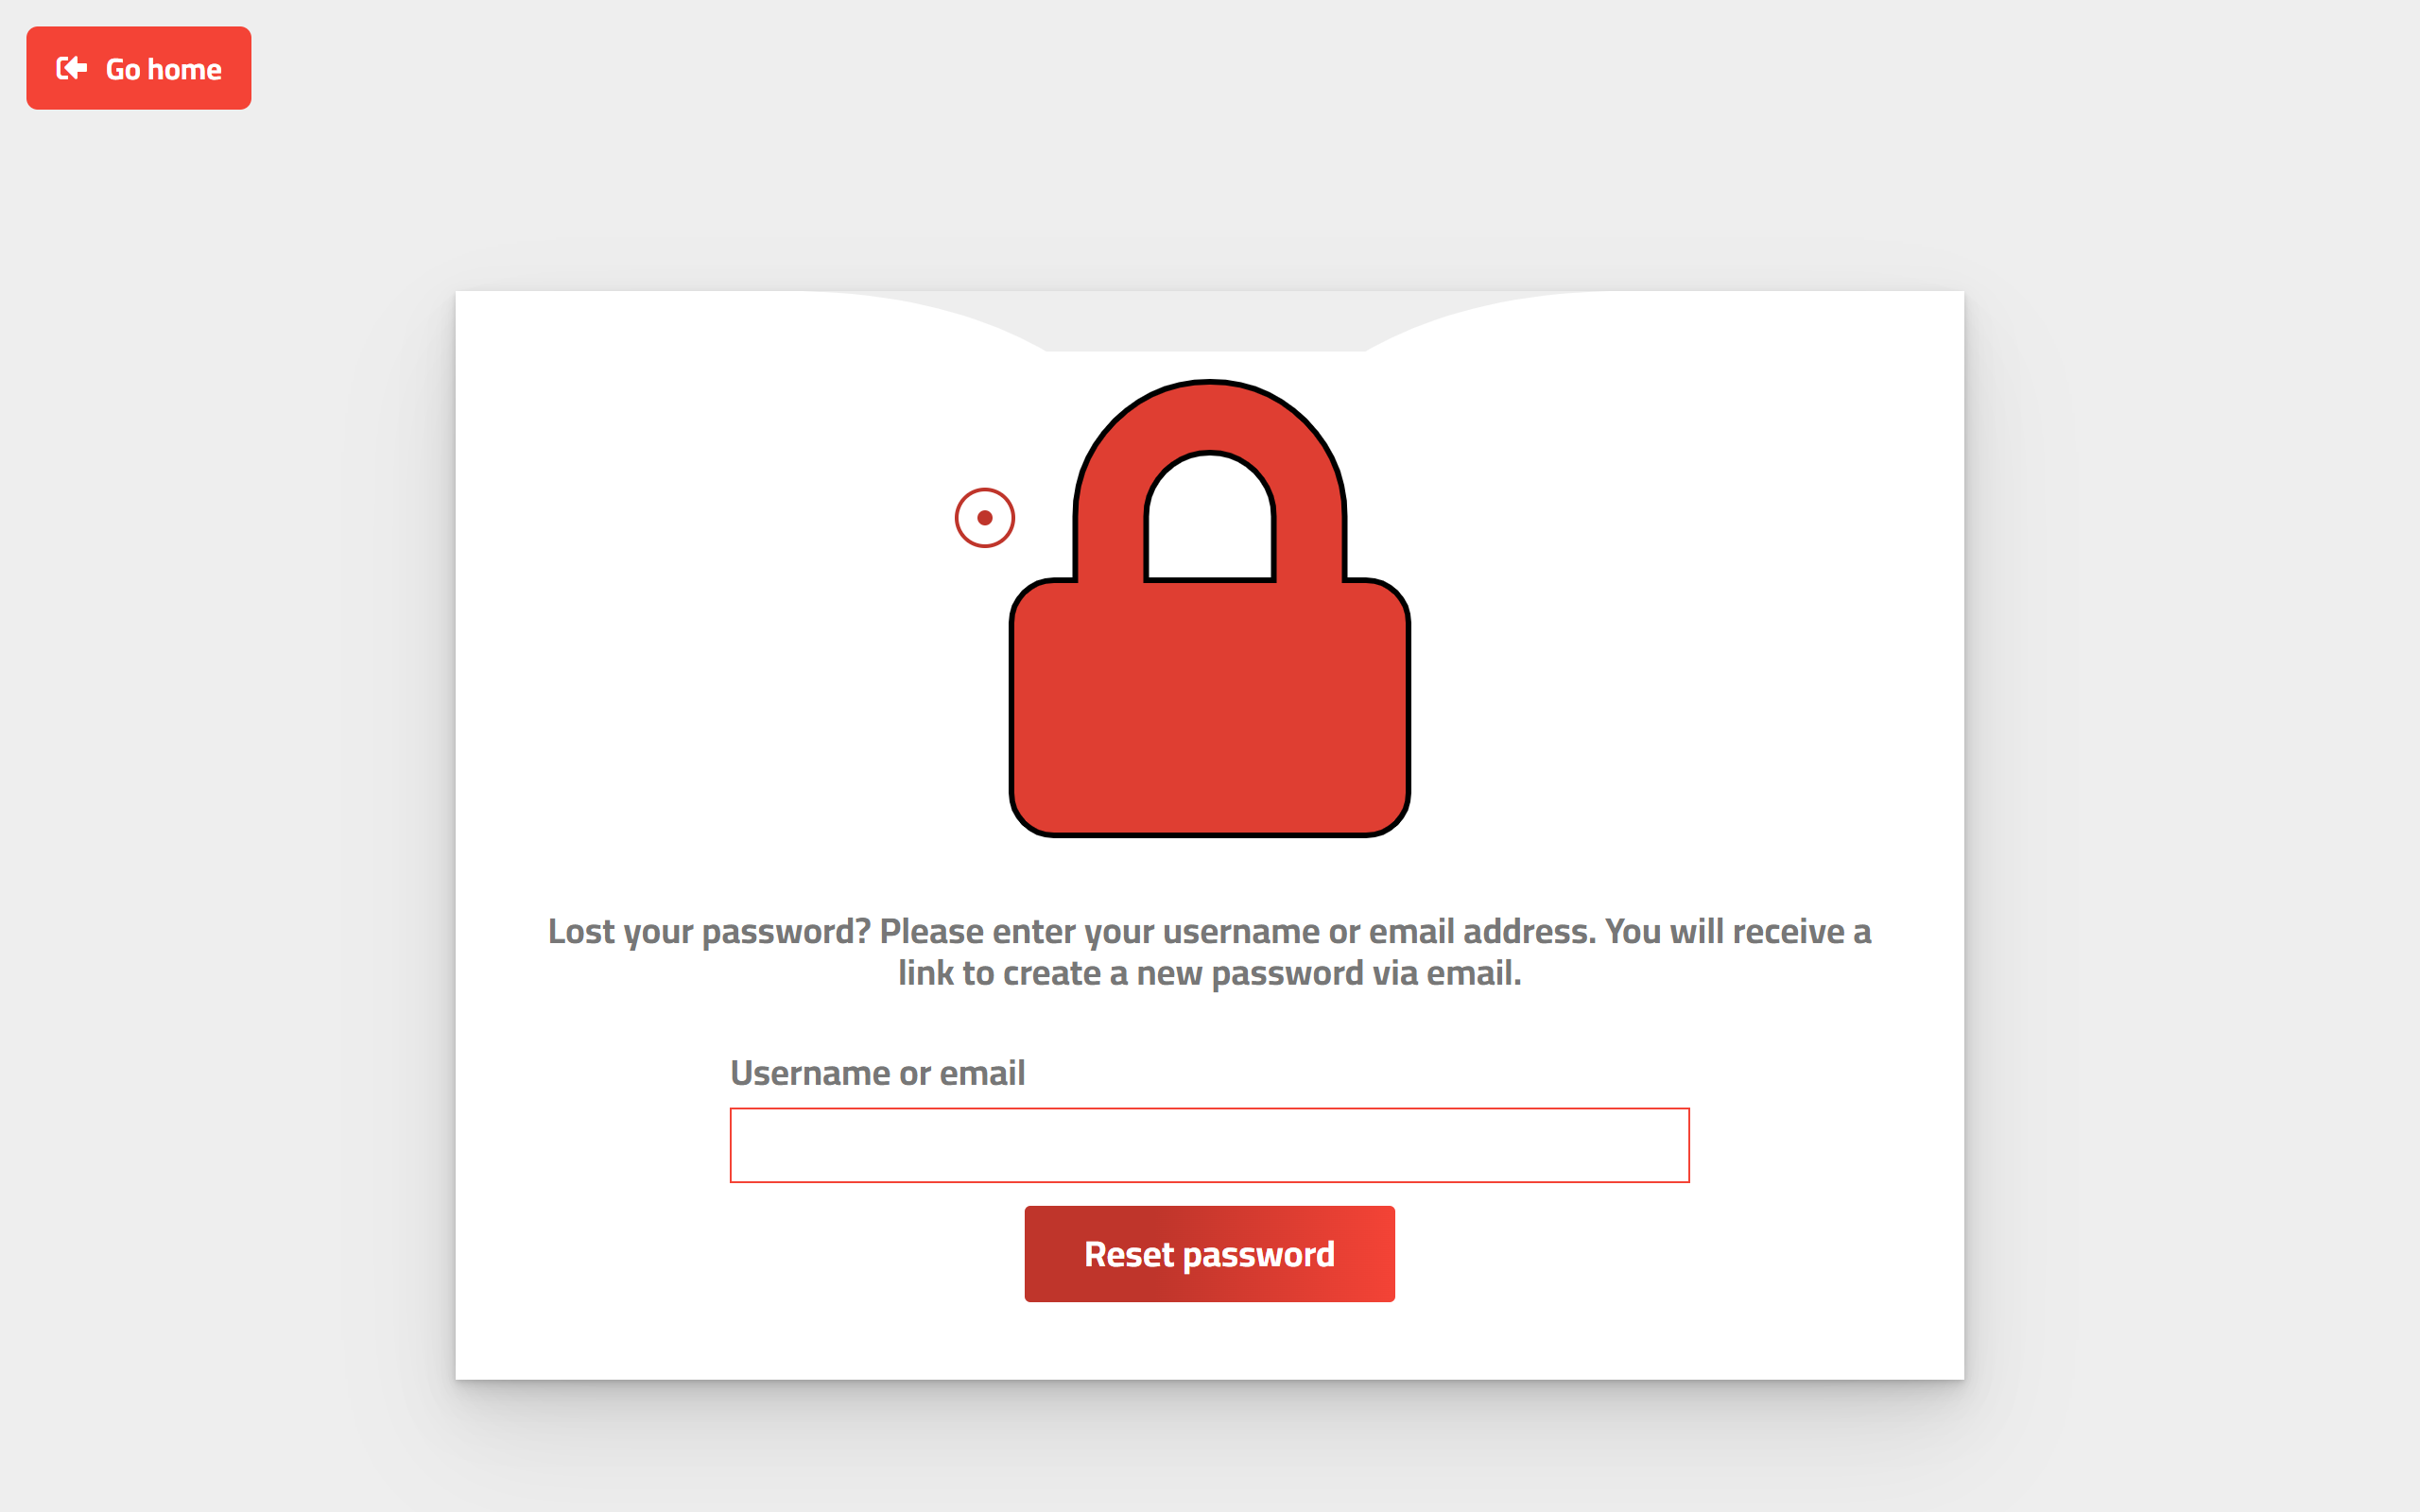 Go home
Lost your password? Please enter your username or email address. You will receive a
link to create a new password via email.
Username or email
Reset password